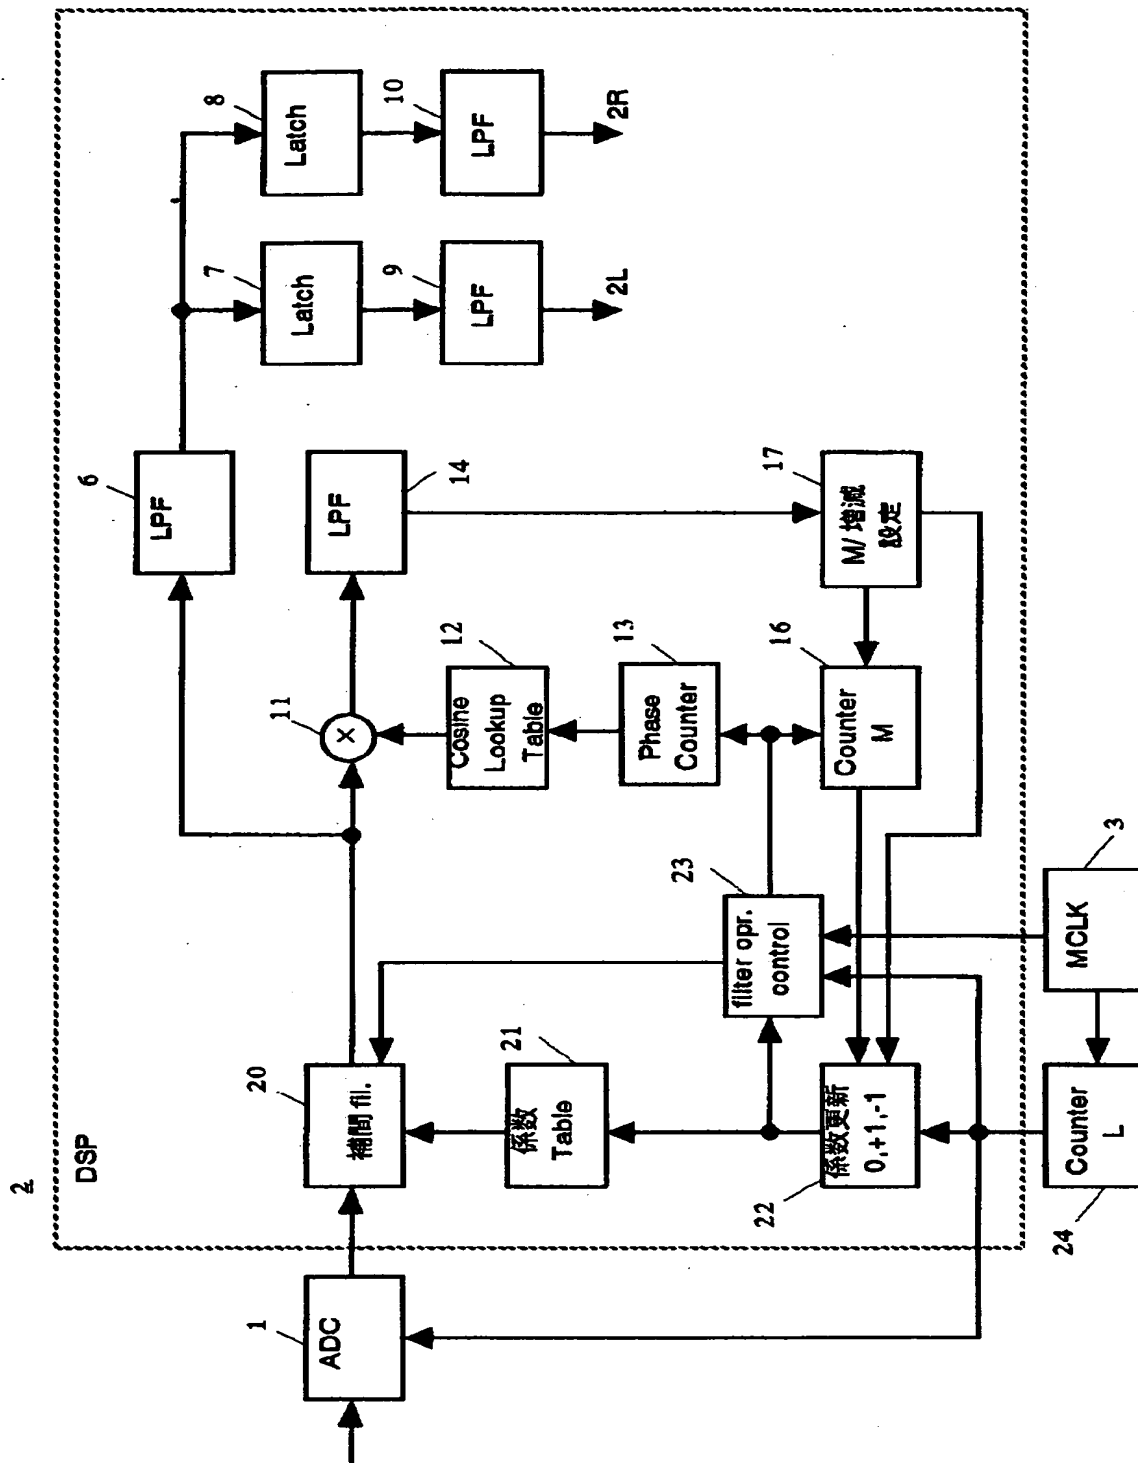 2
DSP
1
ADC
20
補間 fil.
21
係数
Table
22
係数更新
0,+1,-1
23
filter opr.
control
24
Counter
L
3
MCLK
11
X
12
Cosine
Lookup
Table
13
Phase
Counter
16
Counter
M
6
LPF
14
LPF
17
M/ 増減
設定
7
Latch
9
LPF
2L
8
Latch
10
LPF
2R